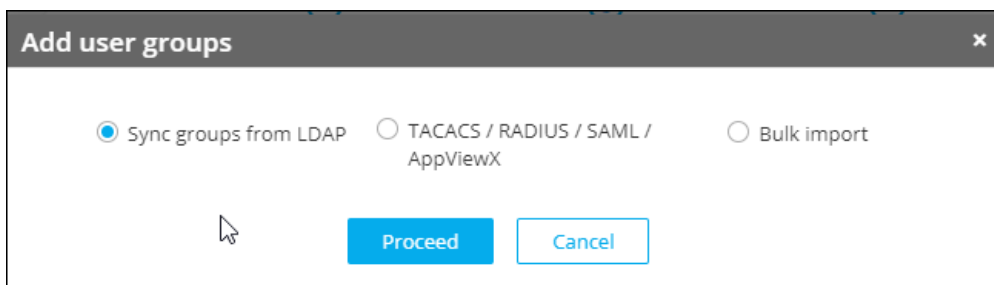 Add user groups
×
Sync groups from LDAP
TACACS / RADIUS / SAML /
AppViewX
Bulk import
Proceed
Cancel